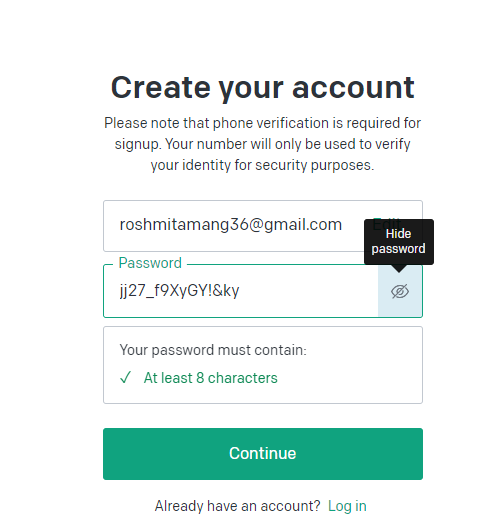 Create your account
Please note that phone verification is required for
signup. Your number will only be used to verify
your identity for security purposes.
roshmitamang36@gmail.com
Hide
password
Password
jj27_f9XyGY!&ky
Your password must contain:
✓ At least 8 characters
Continue
Already have an account? Log in